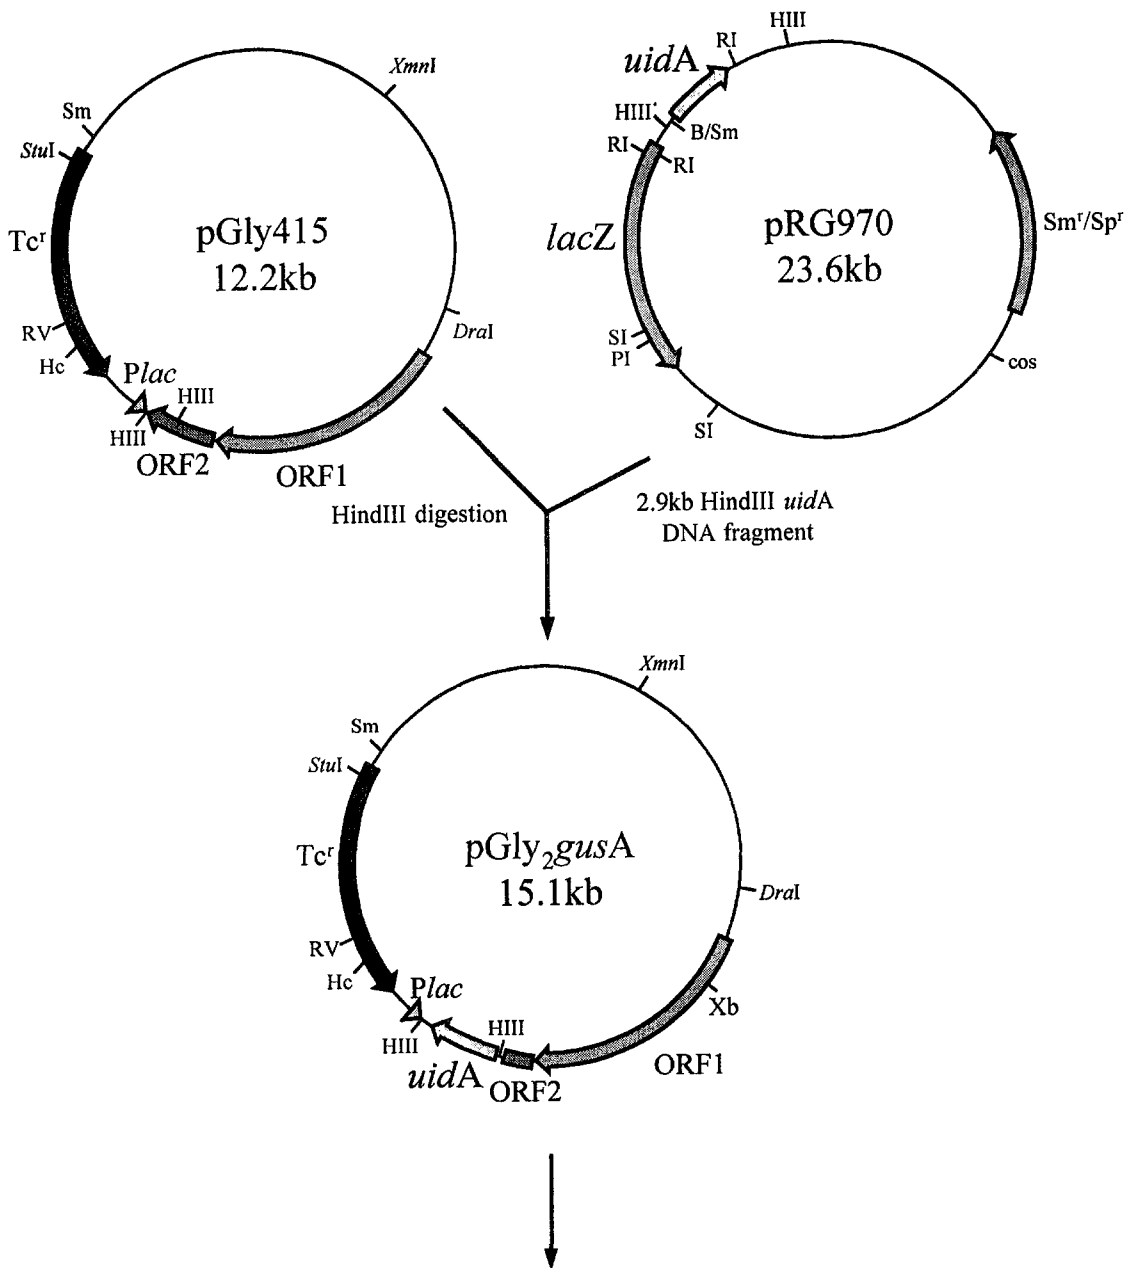 XmnI
Sm
StuI
Tcʳ
pGly415
12.2kb
RV
Hc
Plac
HIII
HIII
ORF2
ORF1
DraI
HIII
RI
uidA
HIII'
B/Sm
RI
RI
lacZ
pRG970
23.6kb
Smʳ/Spʳ
SI
PI
cos
SI
HindIII digestion
2.9kb HindIII uidA
DNA fragment
XmnI
Sm
StuI
Tcʳ
pGly₂gusA
15.1kb
DraI
RV
Hc
Plac
Xb
HIII
HIII
uidA
ORF2
ORF1